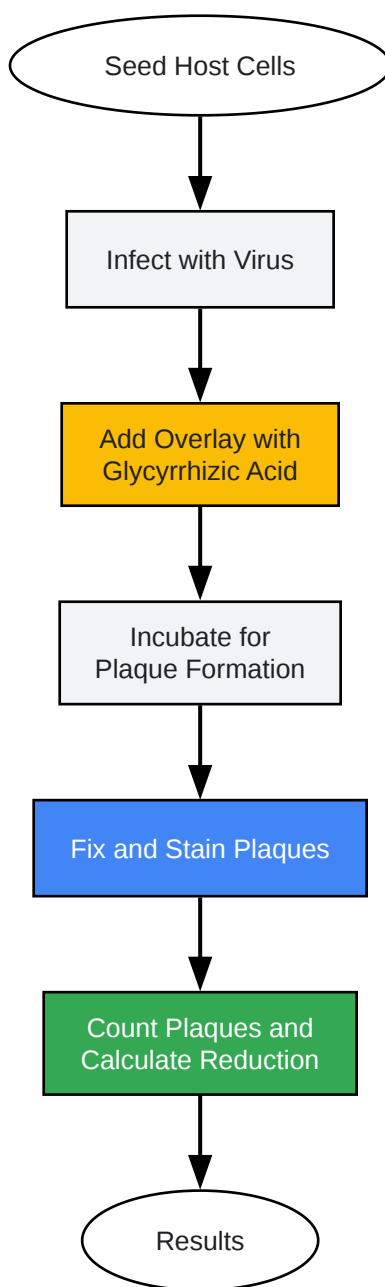 Seed Host Cells
Infect with Virus
Add Overlay with
Glycyrrhizic Acid
Incubate for
Plaque Formation
Fix and Stain Plaques
Count Plaques and
Calculate Reduction
Results